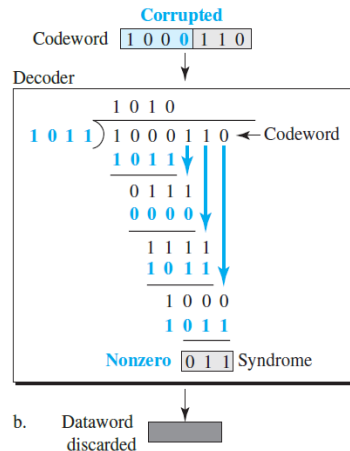 Corrupted
Codeword 1 0 0 0 1 1 0
Decoder
1 0 1 0
1 0 1 1 ) 1 0 0 0 1 1 0 Codeword
1 0 1 1
0 1 1 1
0 0 0 0
1 1 1 1
1 0 1 1
1 0 0 0
1 0 1 1
Nonzero 0 1 1 Syndrome
b. Dataword
discarded